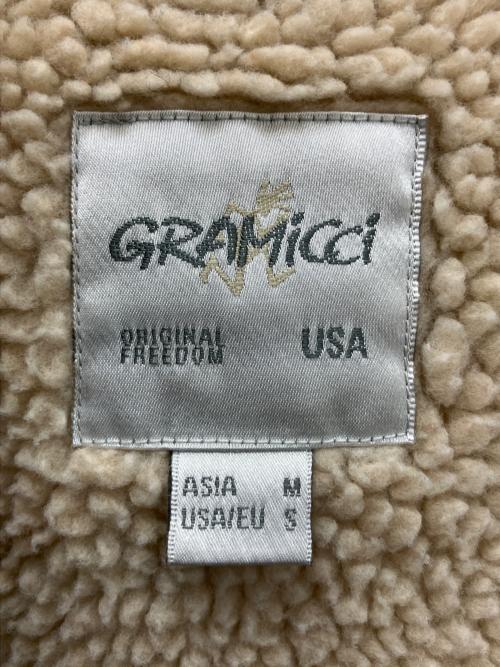 GRAMiCCi
ORIGINAL FREEDOM USA
ASIA M
USA/EU S